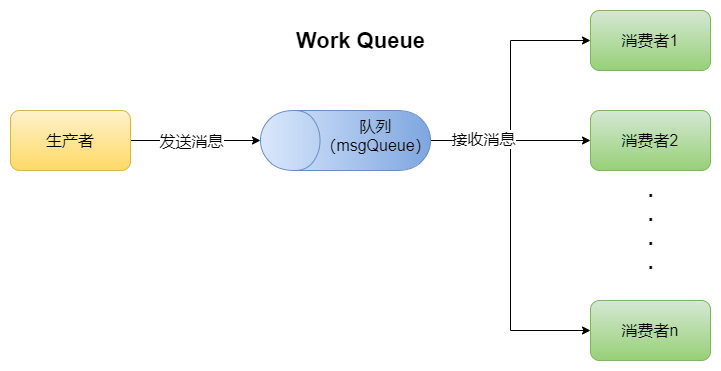 Work Queue
生产者
发送消息
队列
（msgQueue）
接收消息
消费者1
消费者2
消费者n